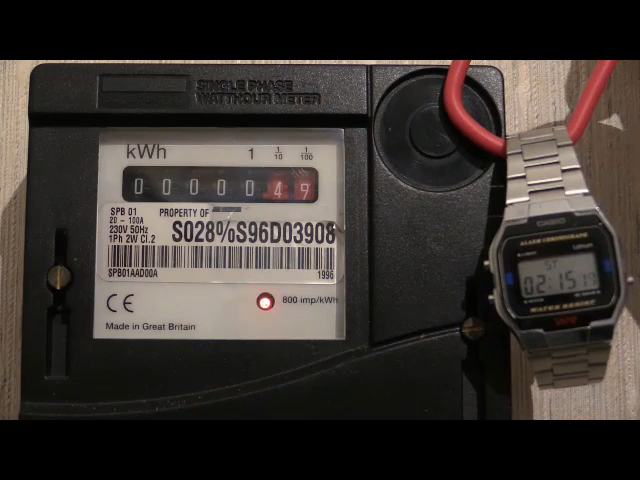 SINGLE PHASE
WATTHOUR METER
kWh 1 1/10 1/100
0 0 0 0 0 4 9
SPB 01
20 - 100A
230V 50Hz
1Ph 2W Cl.2
PROPERTY OF
S028%S96D03908
SPB01AAD00A 1996
CE
800 imp/kWh
Made in Great Britain
CASIO
ALARM CHRONOGRAPH
Lithium
02:15
WATER RESIST